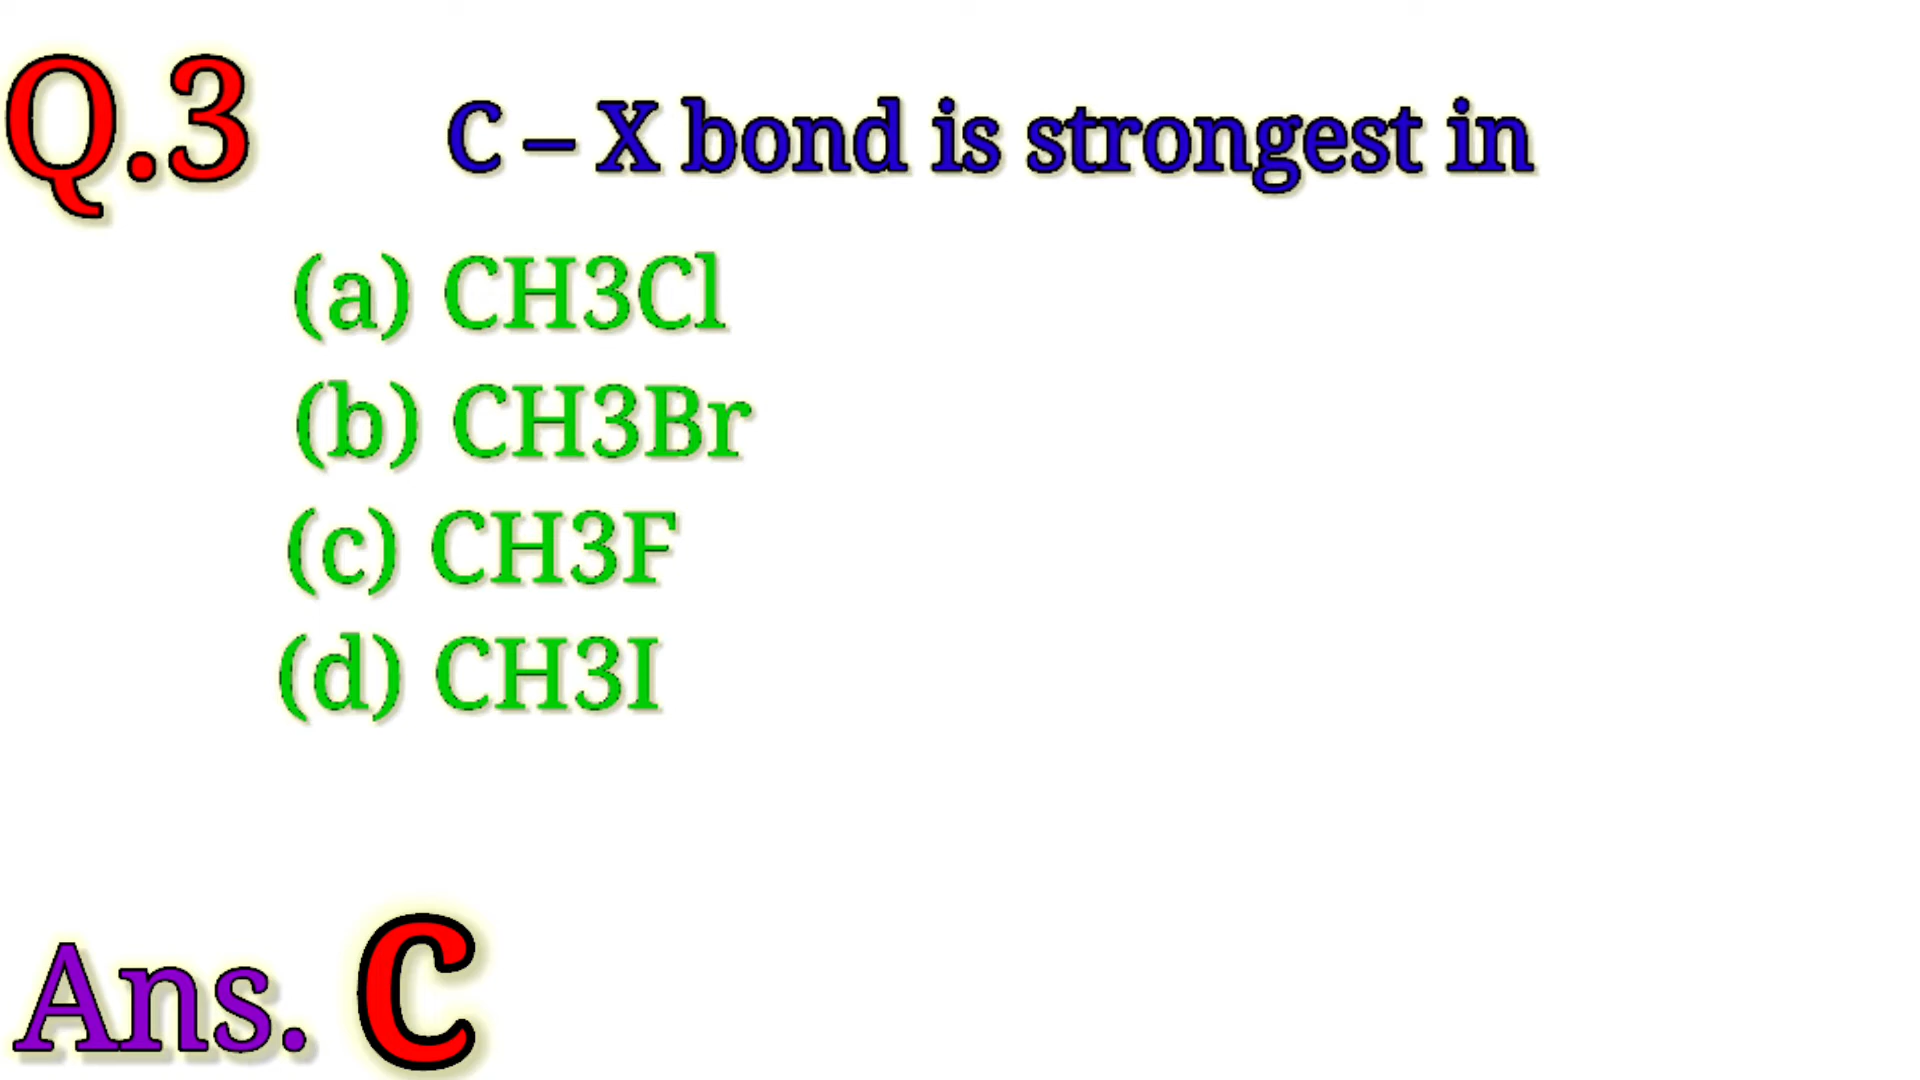 Q.3 C – X bond is strongest in
(a) CH3Cl
(b) CH3Br
(c) CH3F
(d) CH3I
Ans. C